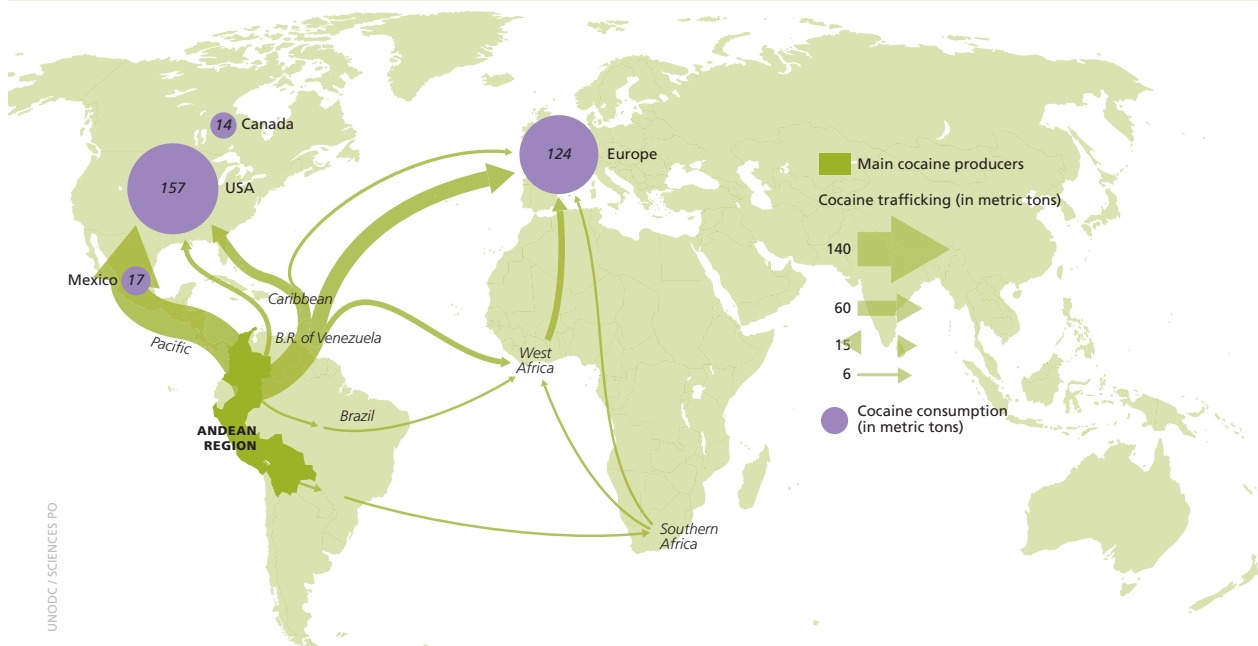 14 Canada
157 USA
124 Europe
Mexico 17
Caribbean
B.R. of Venezuela
Pacific
West
Africa
Brazil
ANDEAN
REGION
Southern
Africa
Main cocaine producers
Cocaine trafficking (in metric tons)
140
60
15
6
Cocaine consumption
(in metric tons)
UNODC / SCIENCES PO